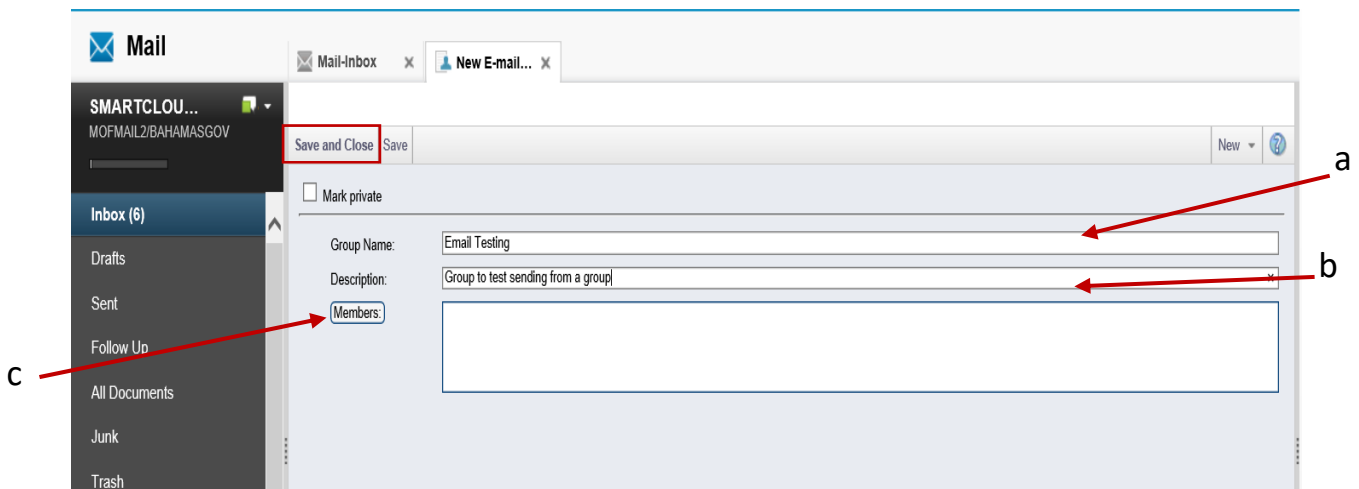 Mail
Mail-Inbox x
New E-mail... x
SMARTCLOU...
MOFMAIL2/BAHAMASGOV
Save and Close Save
New
?
a
Mark private
Inbox (6)
Group Name: Email Testing
Drafts
Description: Group to test sending from a group x
b
Sent
Members:
Follow Up
c
All Documents
Junk
Trash